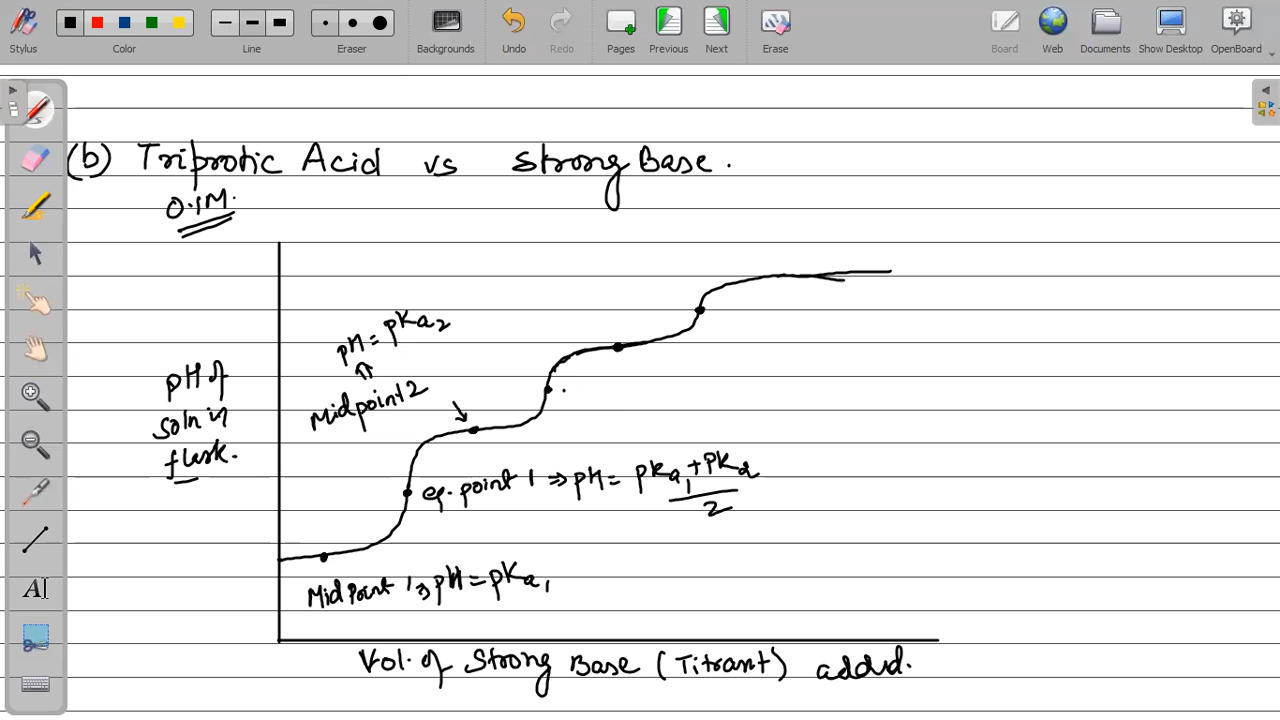 Stylus Color Line Eraser Backgrounds Undo Redo Pages Previous Next Erase Board Web Documents Show Desktop OpenBoard
(b) Triprotic Acid vs Strong Base.
0.1M.
pH = pKa2
Midpoint 2
pH of
soln in
flask.
eq. point 1 ⇒ pH = pKa1 + pKa2 / 2
Midpoint 1 ⇒ pH = pKa1
Vol. of Strong Base (Titrant) added.
AI